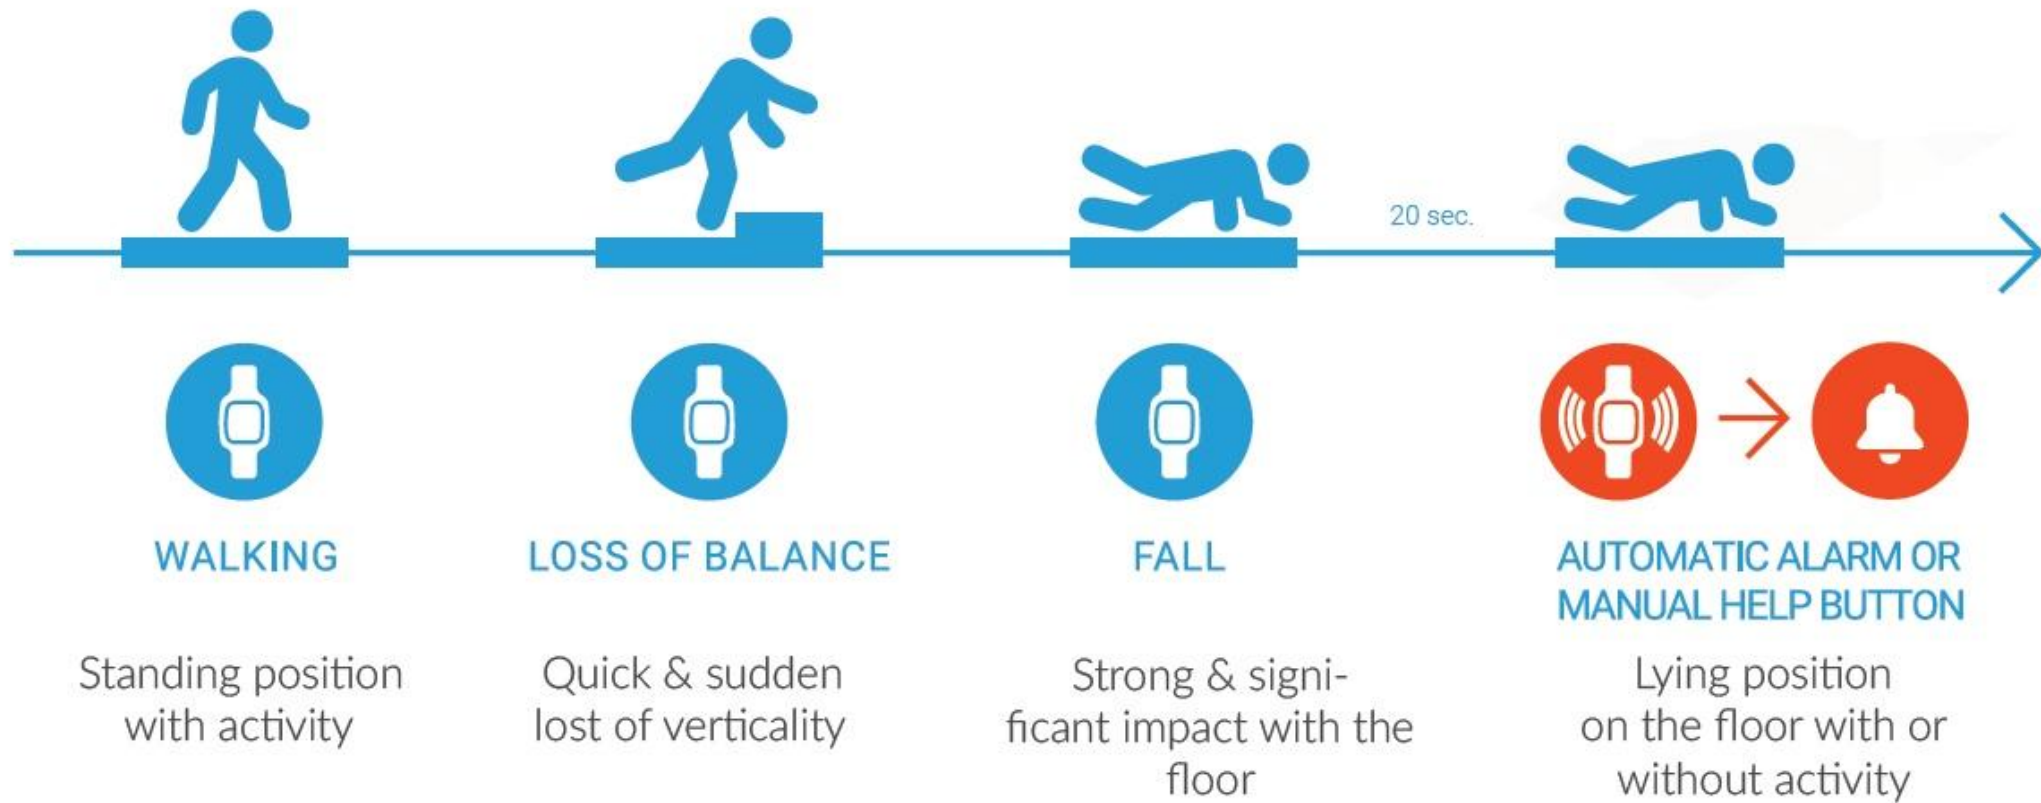 20 sec.
WALKING
Standing position
with activity
LOSS OF BALANCE
Quick & sudden
lost of verticality
FALL
Strong & signi-
ficant impact with the
floor
AUTOMATIC ALARM OR
MANUAL HELP BUTTON
Lying position
on the floor with or
without activity